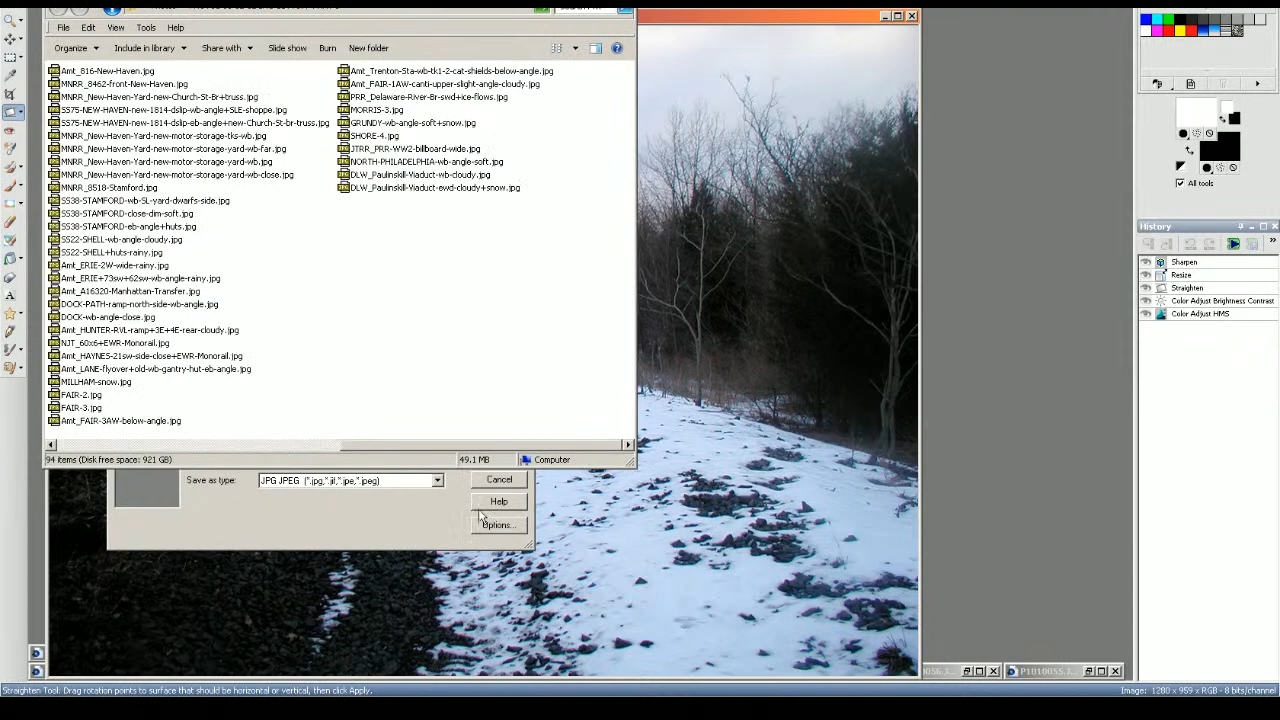 File Edit View Tools Help
Organize Include in library Share with Slide show Burn New folder
Amt_816-New-Haven.jpg
MNRR_8462-front-New-Haven.jpg
MNRR_New-Haven-Yard-new-Church-St-Br+truss.jpg
SS75-NEW-HAVEN-new-1814-dslp-wb-angle+SLE-shoppe.jpg
SS75-NEW-HAVEN-new-1814-dslp-eb-angle+new-Church-St-br-truss.jpg
MNRR_New-Haven-Yard-new-motor-storage-tks-wb.jpg
MNRR_New-Haven-Yard-new-motor-storage-yard-wb-far.jpg
MNRR_New-Haven-Yard-new-motor-storage-yard-wb.jpg
MNRR_New-Haven-Yard-new-motor-storage-yard-wb-close.jpg
MNRR_8518-Stamford.jpg
SS38-STAMFORD-wb-SL-yard-dwarfs-side.jpg
SS38-STAMFORD-close-dim-soft.jpg
SS38-STAMFORD-eb-angle+huts.jpg
SS22-SHELL-wb-angle-cloudy.jpg
SS22-SHELL+huts-rainy.jpg
Amt_ERIE-2W-wide-rainy.jpg
Amt_ERIE+73sw+62sw-wb-angle-rainy.jpg
Amt_A16320-Manhattan-Transfer.jpg
DOCK-PATH-ramp-north-side-wb-angle.jpg
DOCK-wb-angle-close.jpg
Amt_HUNTER-RVL-ramp+3E+4E-rear-cloudy.jpg
NJT_60x6+EWR-Monorail.jpg
Amt_HAYNES-21sw-side-close+EWR-Monorail.jpg
Amt_LANE-flyover+old-wb-gantry-hut-eb-angle.jpg
MILLHAM-snow.jpg
FAIR-2.jpg
FAIR-3.jpg
Amt_FAIR-3AW-below-angle.jpg
Amt_Trenton-Sta-wb-tk1-2-cat-shields-below-angle.jpg
Amt_FAIR-1AW-canti-upper-slight-angle-cloudy.jpg
PRR_Delaware-River-Br-swd+ice-flows.jpg
MORRIS-3.jpg
GRUNDY-wb-angle-soft+snow.jpg
SHORE-4.jpg
JTRR_PRR-WW2-billboard-wide.jpg
NORTH-PHILADELPHIA-wb-angle-soft.jpg
DLW_Paulinskill-Viaduct-wb-cloudy.jpg
DLW_Paulinskill-Viaduct-ewd-cloudy+snow.jpg
94 items (Disk free space: 921 GB) 49.1 MB Computer
Save as type: JPG JPEG (*.jpg,*.jif,*.jpe,*.jpeg) Cancel
Help
Options...
All tools
History
Sharpen
Resize
Straighten
Color Adjust Brightness Contrast
Color Adjust HMS
P1010055.J...
Straighten Tool: Drag rotation points to surface that should be horizontal or vertical, then click Apply. Image: 1280 x 959 x RGB - 8 bits/channel